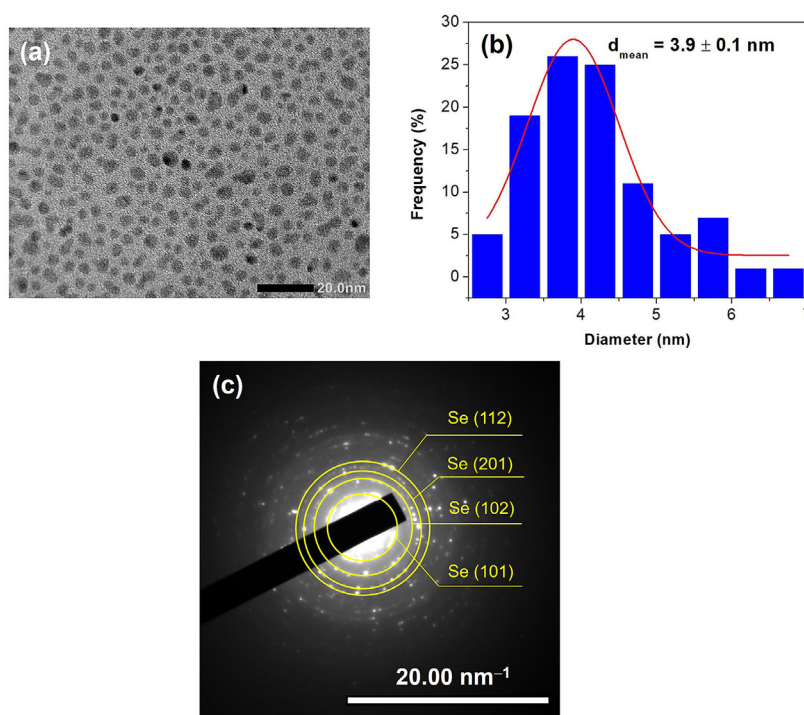 (a)
20.0nm
(b)
d_mean = 3.9 ± 0.1 nm
Frequency (%)
30
25
20
15
10
5
0
3 4 5 6
Diameter (nm)
(c)
Se (112)
Se (201)
Se (102)
Se (101)
20.00 nm⁻¹